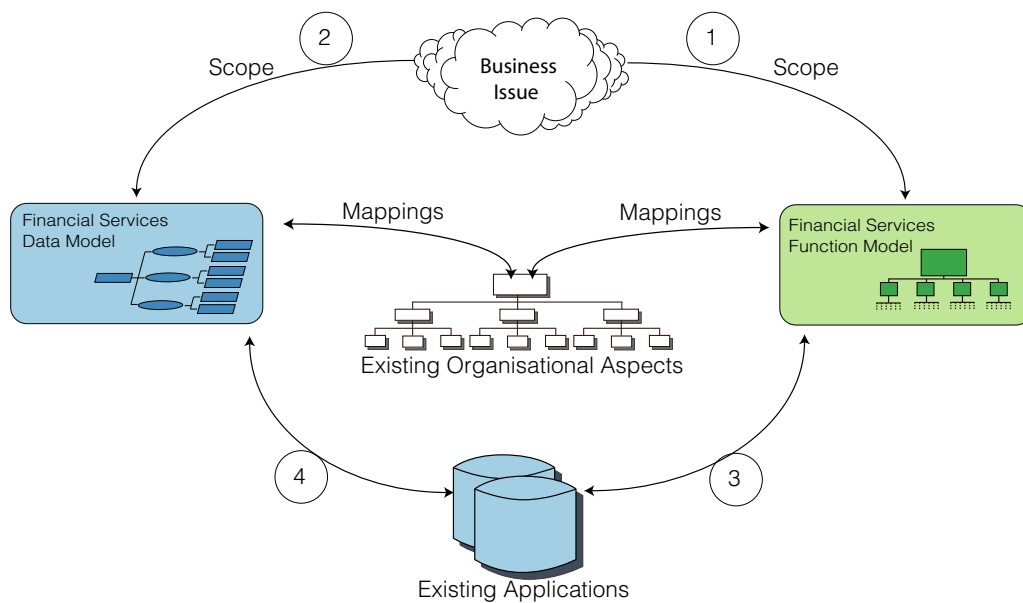 2
1
Scope
Business
Issue
Scope
Financial Services
Data Model
Mappings
Mappings
Financial Services
Function Model
Existing Organisational Aspects
4
3
Existing Applications